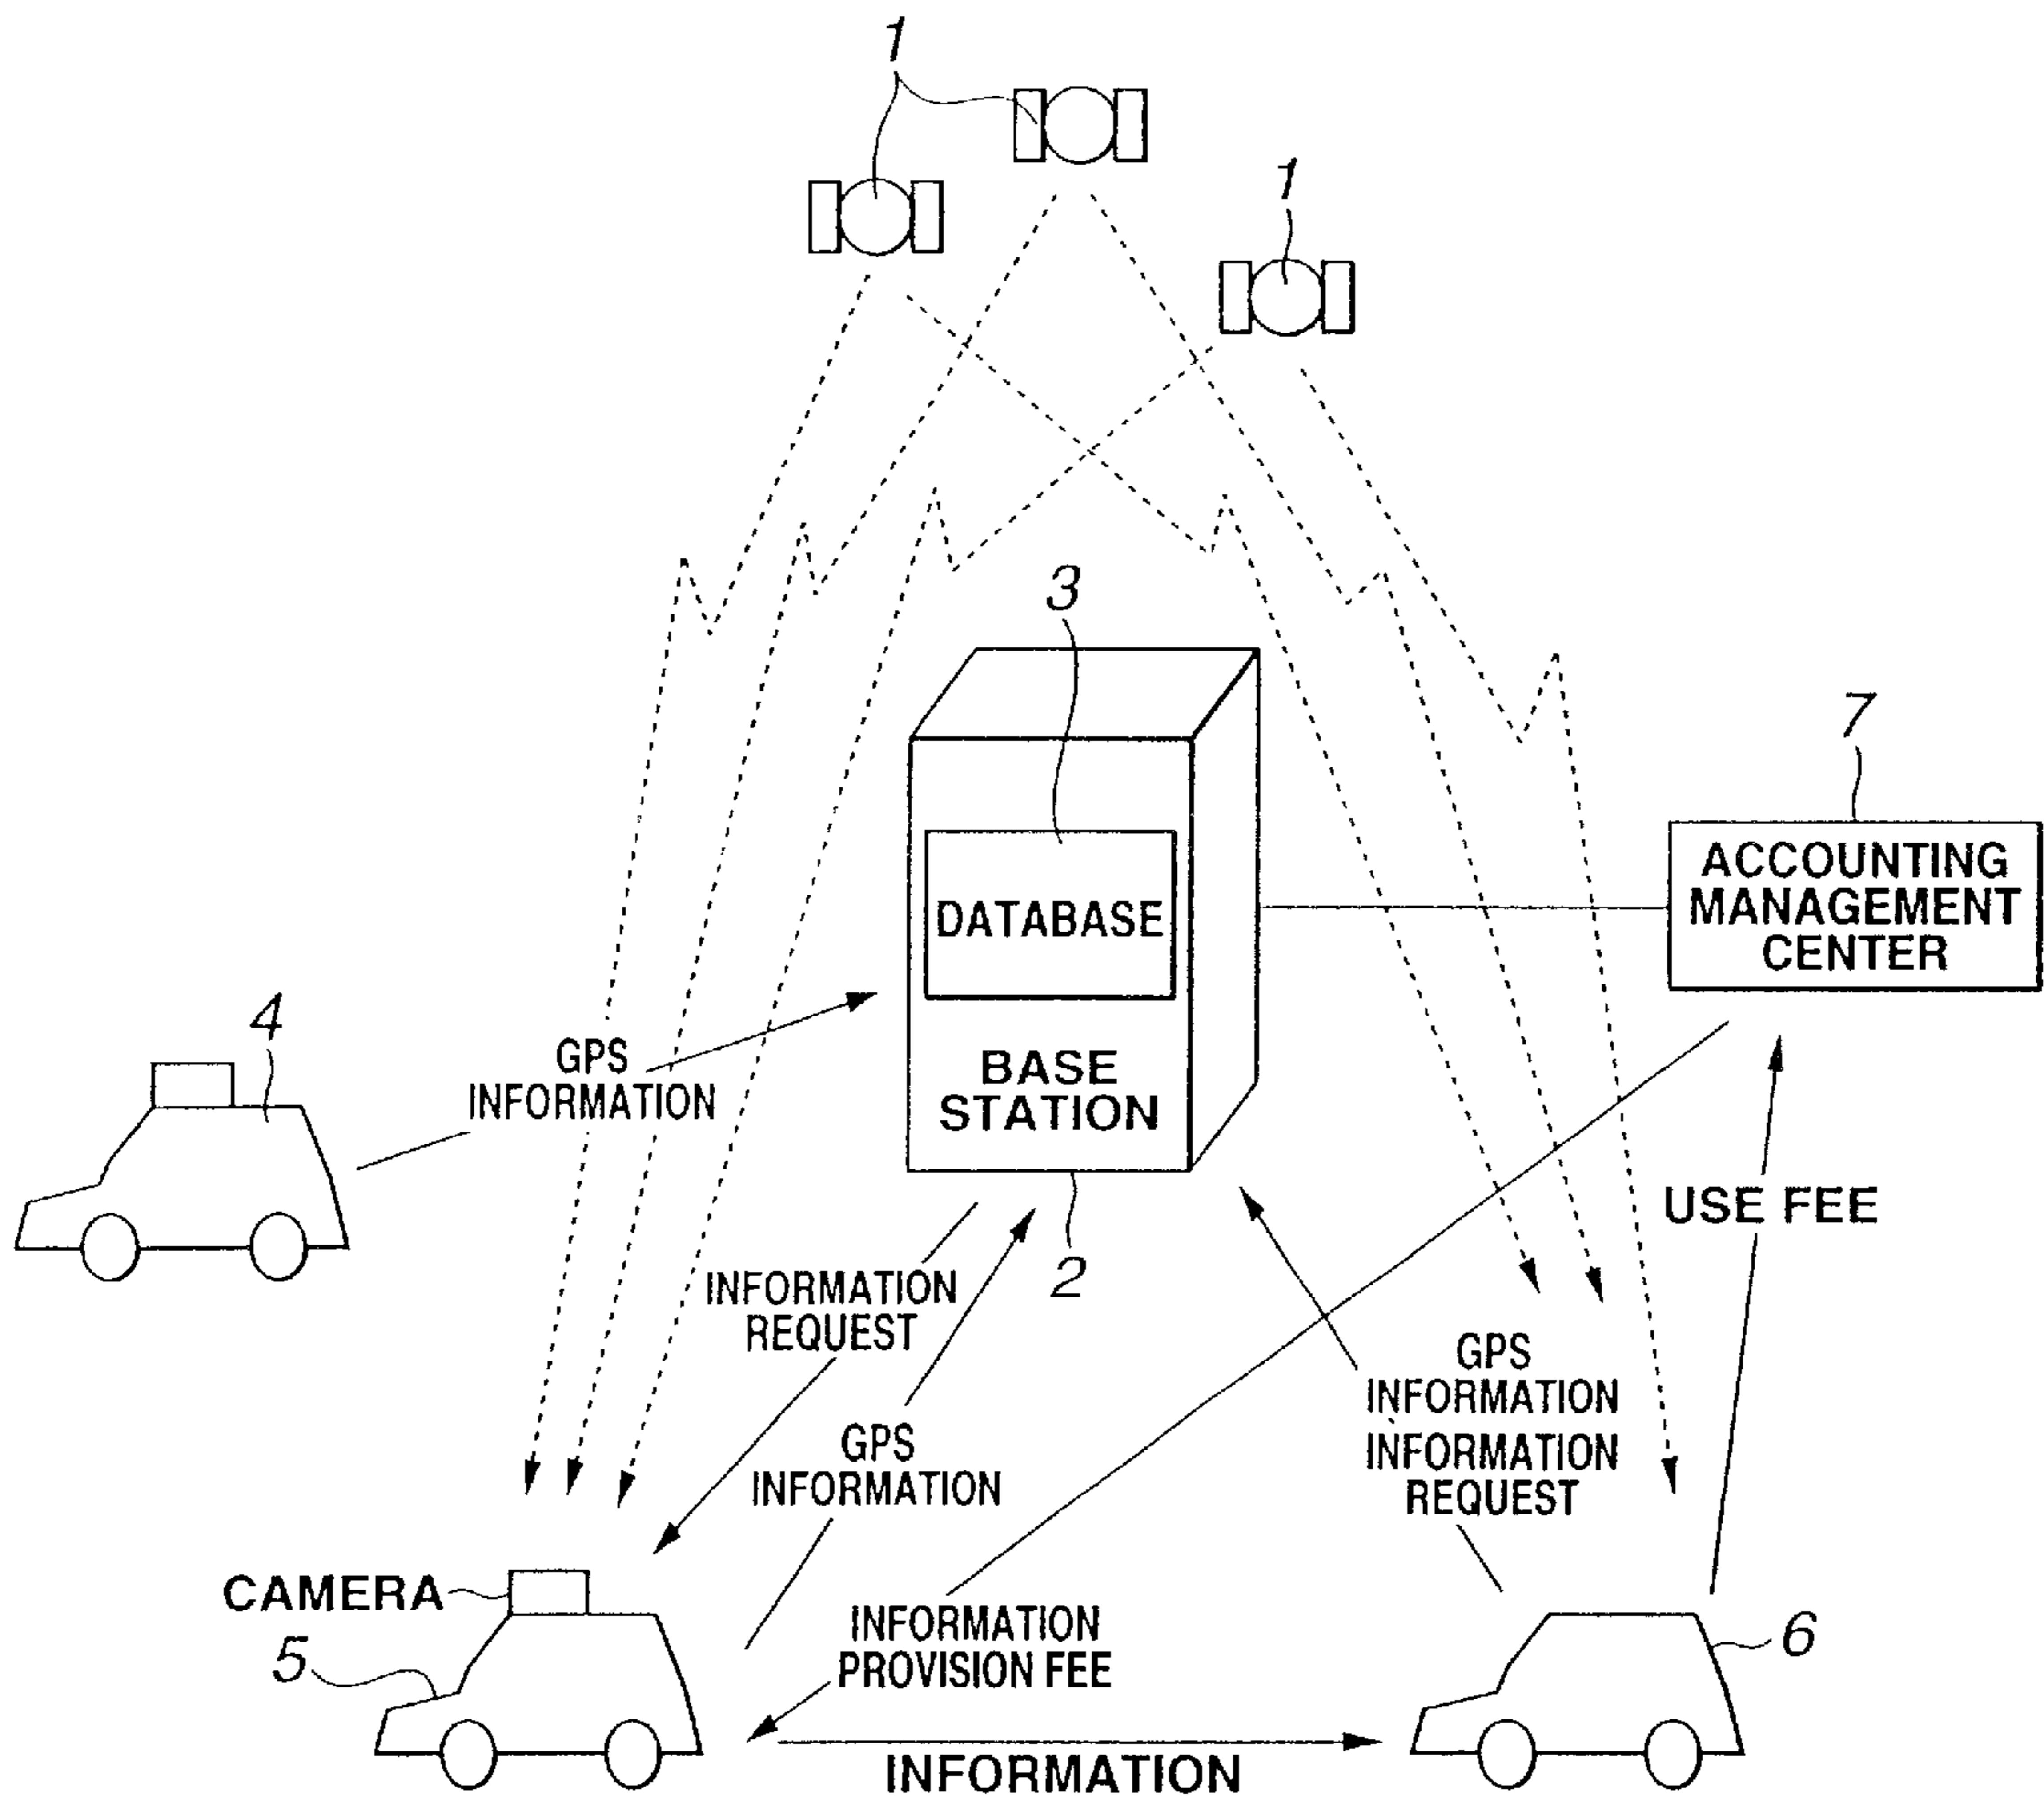 1
1
3
7
ACCOUNTING
MANAGEMENT
CENTER
DATABASE
4
GPS
INFORMATION
BASE
STATION
USE FEE
2
INFORMATION
REQUEST
GPS
INFORMATION
INFORMATION
REQUEST
GPS
INFORMATION
CAMERA
5
INFORMATION
PROVISION FEE
6
INFORMATION